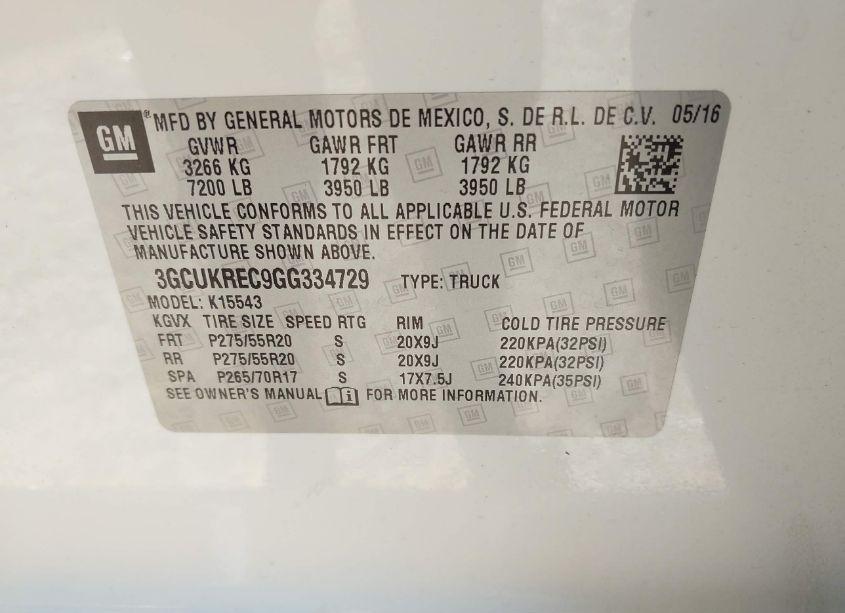 GM ® MFD BY GENERAL MOTORS DE MEXICO, S. DE R.L. DE C.V. 05/16
GVWR GAWR FRT GAWR RR
3266 KG 1792 KG 1792 KG
7200 LB 3950 LB 3950 LB
THIS VEHICLE CONFORMS TO ALL APPLICABLE U.S. FEDERAL MOTOR
VEHICLE SAFETY STANDARDS IN EFFECT ON THE DATE OF
MANUFACTURE SHOWN ABOVE.
3GCUKREC9GG334729 TYPE: TRUCK
MODEL: K15543
KGVX TIRE SIZE SPEED RTG RIM COLD TIRE PRESSURE
FRT P275/55R20 S 20X9J 220KPA(32PSI)
RR P275/55R20 S 20X9J 220KPA(32PSI)
SPA P265/70R17 S 17X7.5J 240KPA(35PSI)
SEE OWNER'S MANUAL i FOR MORE INFORMATION.